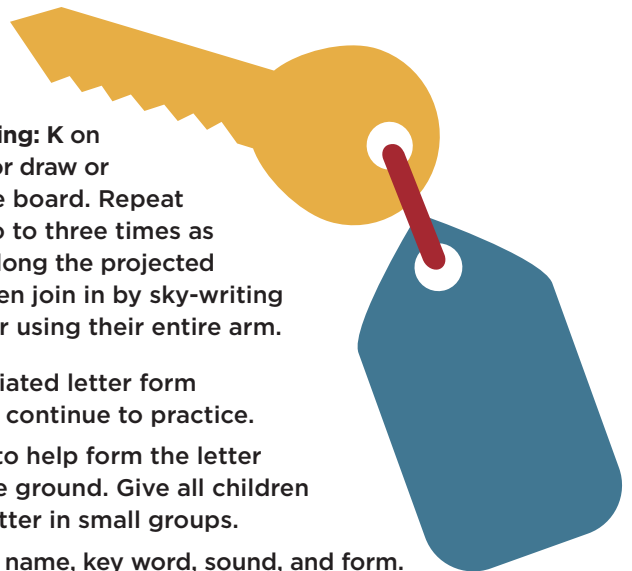 ing: K on
or draw or
e board. Repeat
o to three times as
long the projected
en join in by sky-writing
r using their entire arm.
iated letter form
continue to practice.
to help form the letter
e ground. Give all children
tter in small groups.
name, key word, sound, and form.